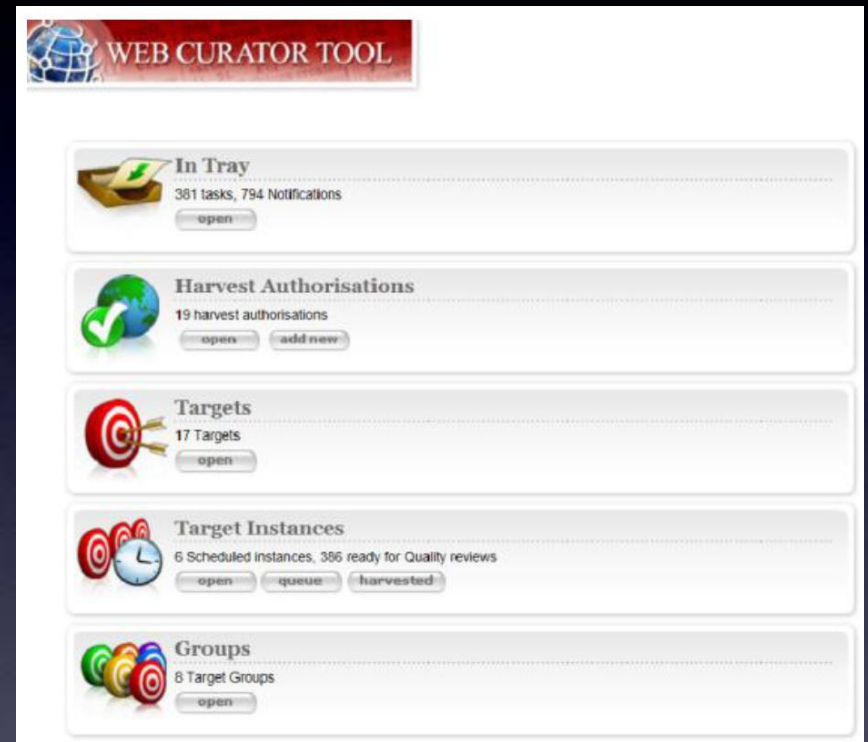 WEB CURATOR TOOL
In Tray
381 tasks, 794 Notifications
open
Harvest Authorisations
19 harvest authorisations
open add new
Targets
17 Targets
open
Target Instances
6 Scheduled instances, 386 ready for Quality reviews
open queue harvested
Groups
8 Target Groups
open